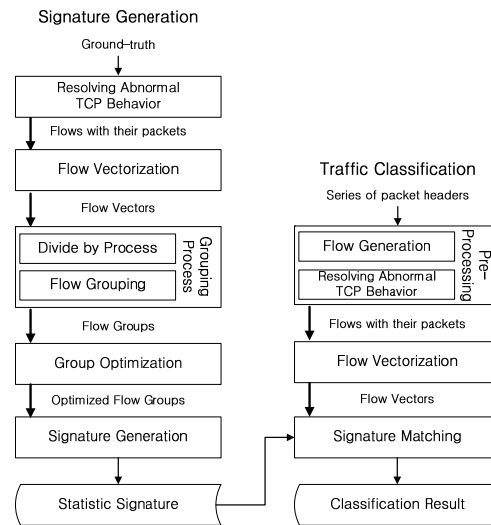 Signature Generation
Ground-truth
Resolving Abnormal
TCP Behavior
Flows with their packets
Flow Vectorization
Flow Vectors
Divide by Process
Flow Grouping
Grouping
Process
Flow Groups
Group Optimization
Optimized Flow Groups
Signature Generation
Statistic Signature
Traffic Classification
Series of packet headers
Flow Generation
Resolving Abnormal
TCP Behavior
Pre-
Processing
Flows with their packets
Flow Vectorization
Flow Vectors
Signature Matching
Classification Result